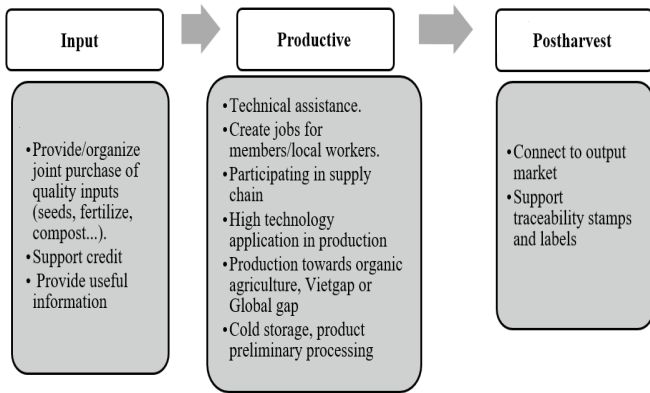 Input
Productive
Postharvest
•Provide/organize
joint purchase of
quality inputs
(seeds, fertilize,
compost...).
•Support credit
• Provide useful
information
•Technical assistance.
•Create jobs for
members/local workers.
•Participating in supply
chain
•High technology
application in production
•Production towards organic
agriculture, Vietgap or
Global gap
•Cold storage, product
preliminary processing
•Connect to output
market
•Support
traceability stamps
and labels